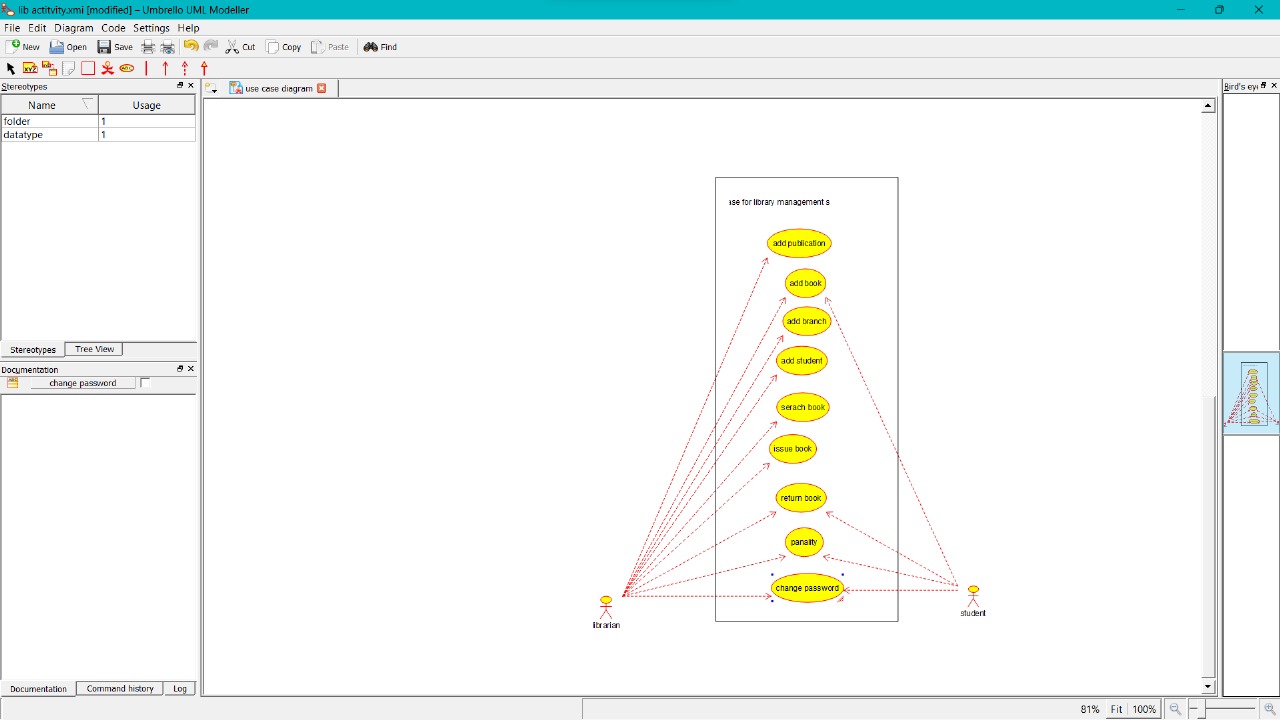 lib actitvity.xmi [modified] – Umbrello UML Modeller
File Edit Diagram Code Settings Help
New Open Save Cut Copy Paste Find
Stereotypes
use case diagram
Bird's eye
Name Usage
folder 1
datatype 1
Stereotypes Tree View
Documentation
change password
Documentation Command history Log
ase for library management s
add publication
add book
add branch
add student
serach book
issue book
return book
panality
change password
librarian
student
81% Fit 100%